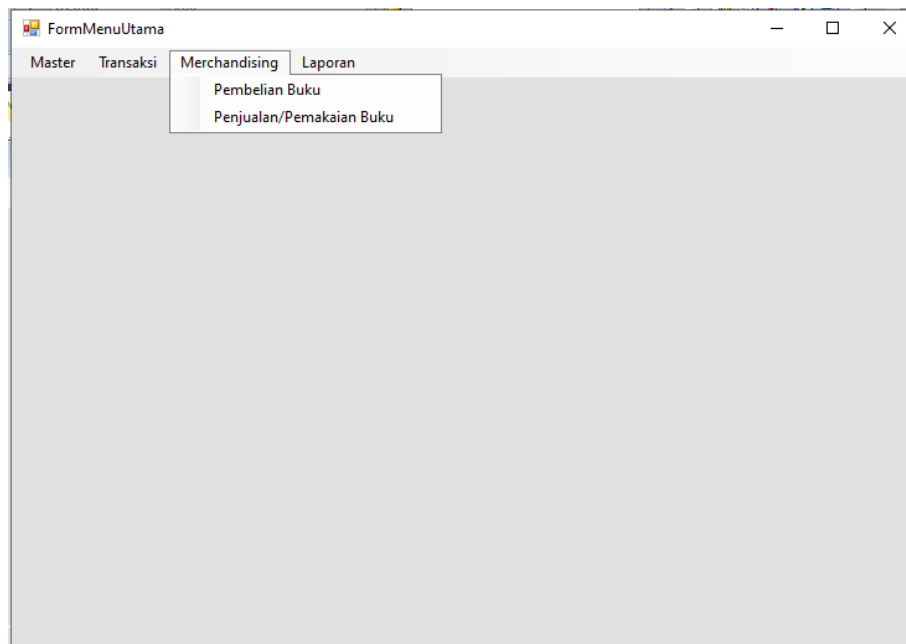 FormMenuUtama
Master Transaksi Merchandising Laporan
Pembelian Buku
Penjualan/Pemakaian Buku